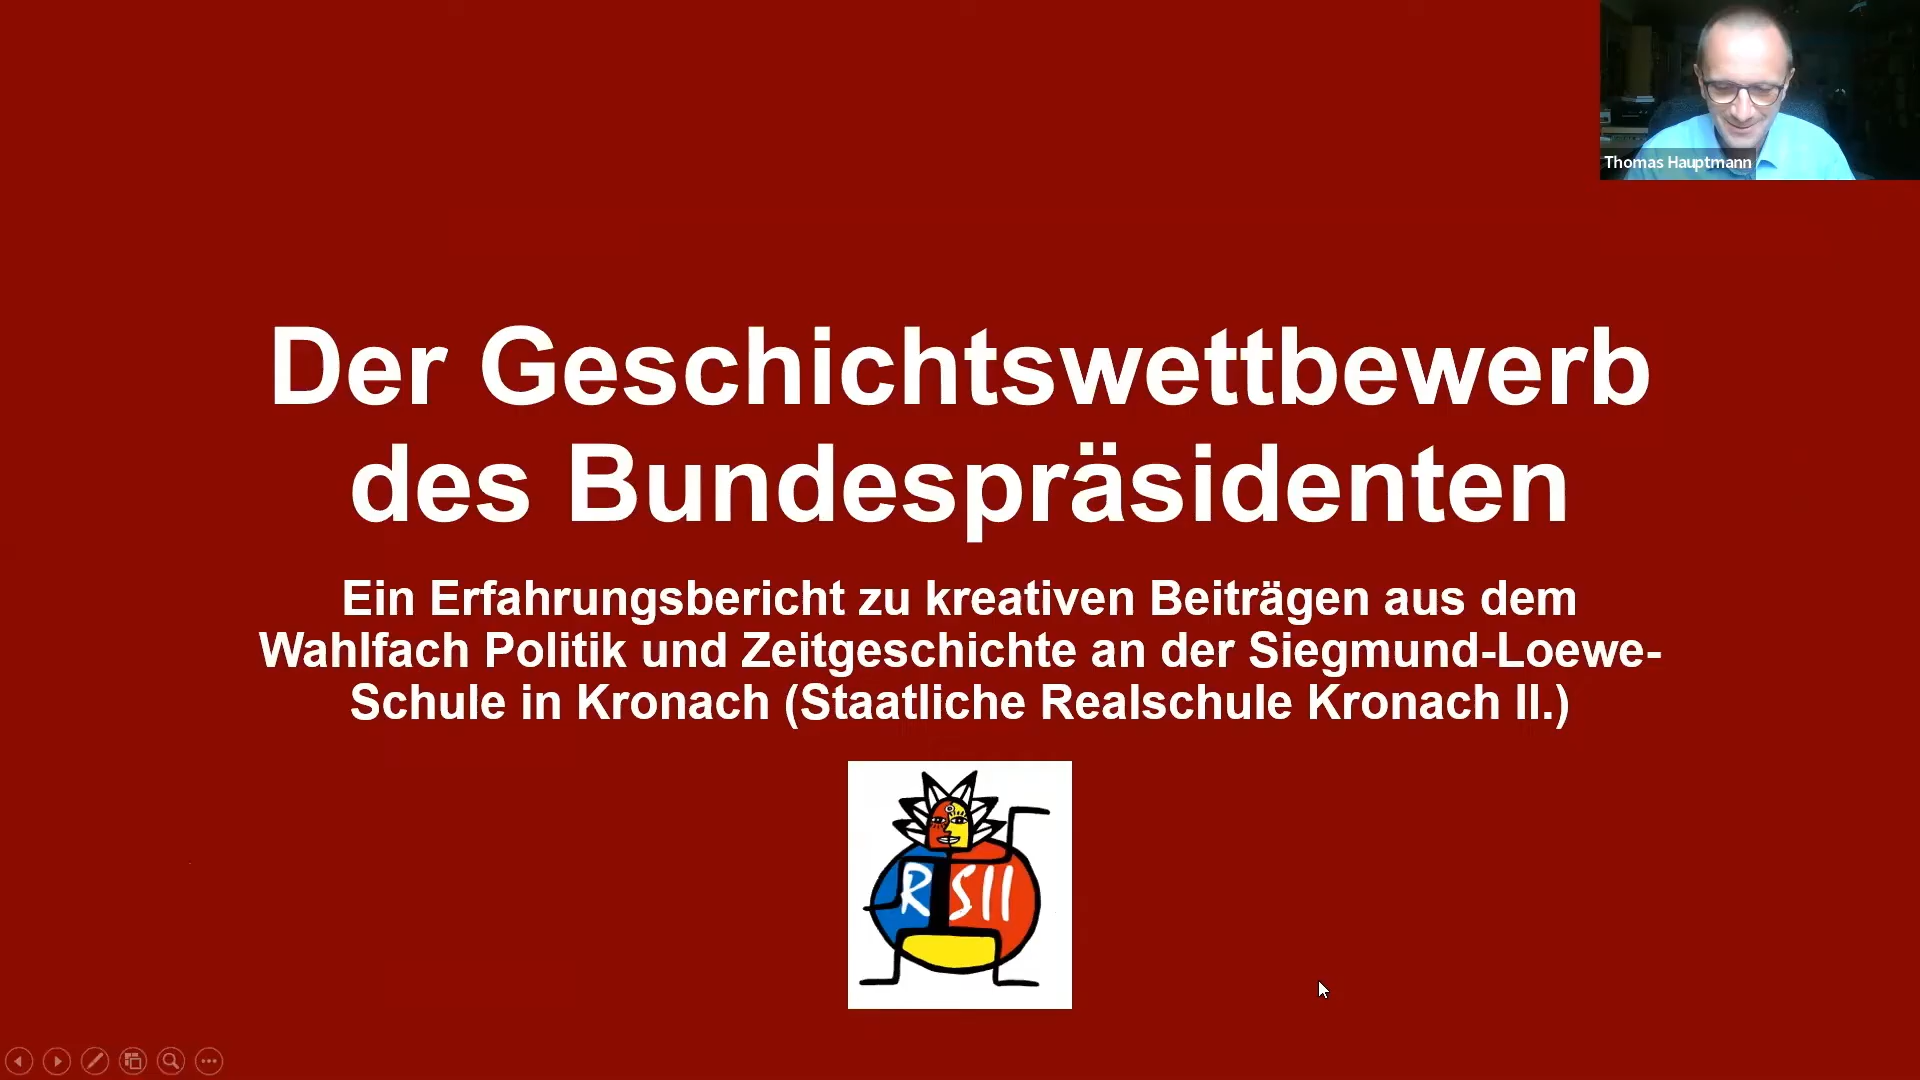 Thomas Hauptmann
Der Geschichtswettbewerb
des Bundespräsidenten
Ein Erfahrungsbericht zu kreativen Beiträgen aus dem
Wahlfach Politik und Zeitgeschichte an der Siegmund-Loewe-
Schule in Kronach (Staatliche Realschule Kronach II.)
RSII